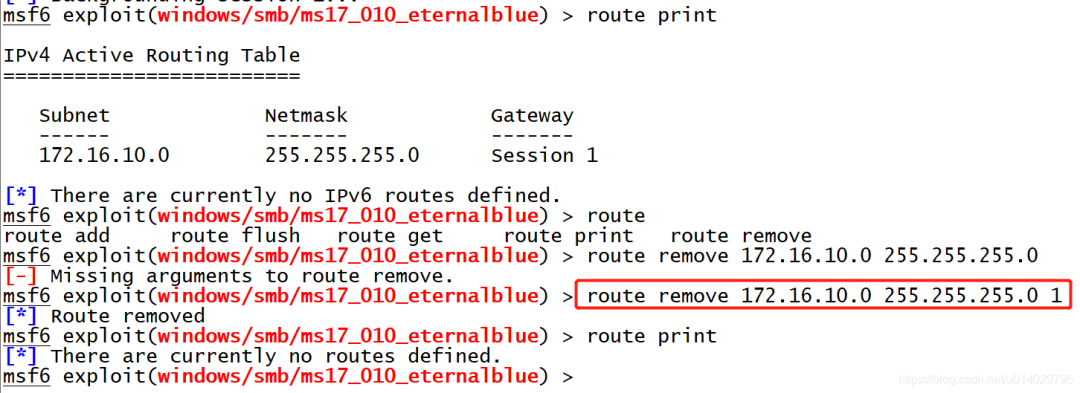 msf6 exploit(windows/smb/ms17_010_eternalblue) > route print
IPv4 Active Routing Table
=========================
Subnet Netmask Gateway
------ ------- -------
172.16.10.0 255.255.255.0 Session 1
[*] There are currently no IPv6 routes defined.
msf6 exploit(windows/smb/ms17_010_eternalblue) > route
route add route flush route get route print route remove
msf6 exploit(windows/smb/ms17_010_eternalblue) > route remove 172.16.10.0 255.255.255.0
[-] Missing arguments to route remove.
msf6 exploit(windows/smb/ms17_010_eternalblue) > route remove 172.16.10.0 255.255.255.0 1
[*] Route removed
msf6 exploit(windows/smb/ms17_010_eternalblue) > route print
[*] There are currently no routes defined.
msf6 exploit(windows/smb/ms17_010_eternalblue) >
https://blog.csdn.net/u014029795